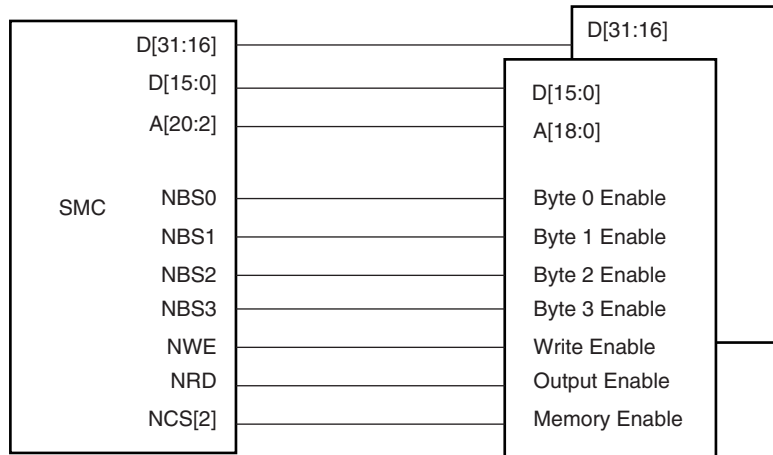 D[31:16] D[31:16]
D[15:0] D[15:0]
A[20:2] A[18:0]
SMC
NBS0 Byte 0 Enable
NBS1 Byte 1 Enable
NBS2 Byte 2 Enable
NBS3 Byte 3 Enable
NWE Write Enable
NRD Output Enable
NCS[2] Memory Enable